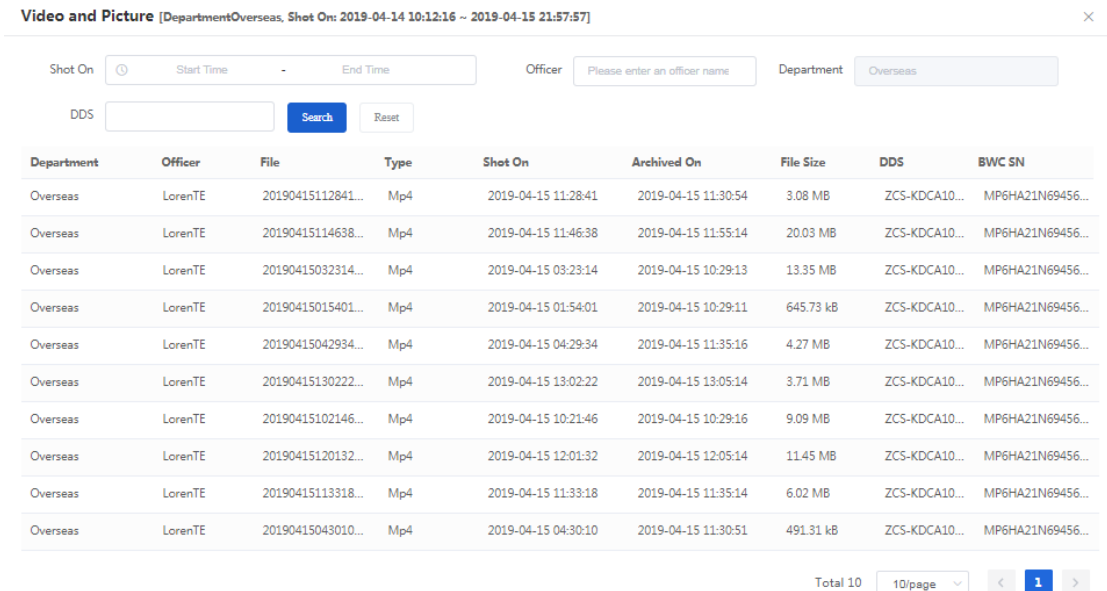 Video and Picture [DepartmentOverseas, Shot On: 2019-04-14 10:12:16 ~ 2019-04-15 21:57:57]
Shot On Start Time - End Time Officer Please enter an officer name Department Overseas
DDS Search Reset
Department Officer File Type Shot On Archived On File Size DDS BWC SN
Overseas LorenTE 20190415112841... Mp4 2019-04-15 11:28:41 2019-04-15 11:30:54 3.08 MB ZCS-KDCA10... MP6HA21N69456...
Overseas LorenTE 20190415114638... Mp4 2019-04-15 11:46:38 2019-04-15 11:55:14 20.03 MB ZCS-KDCA10... MP6HA21N69456...
Overseas LorenTE 20190415032314... Mp4 2019-04-15 03:23:14 2019-04-15 10:29:13 13.35 MB ZCS-KDCA10... MP6HA21N69456...
Overseas LorenTE 20190415015401... Mp4 2019-04-15 01:54:01 2019-04-15 10:29:11 645.73 kB ZCS-KDCA10... MP6HA21N69456...
Overseas LorenTE 20190415042934... Mp4 2019-04-15 04:29:34 2019-04-15 11:35:16 4.27 MB ZCS-KDCA10... MP6HA21N69456...
Overseas LorenTE 20190415130222... Mp4 2019-04-15 13:02:22 2019-04-15 13:05:14 3.71 MB ZCS-KDCA10... MP6HA21N69456...
Overseas LorenTE 20190415102146... Mp4 2019-04-15 10:21:46 2019-04-15 10:29:16 9.09 MB ZCS-KDCA10... MP6HA21N69456...
Overseas LorenTE 20190415120132... Mp4 2019-04-15 12:01:32 2019-04-15 12:05:14 11.45 MB ZCS-KDCA10... MP6HA21N69456...
Overseas LorenTE 20190415113318... Mp4 2019-04-15 11:33:18 2019-04-15 11:35:14 6.02 MB ZCS-KDCA10... MP6HA21N69456...
Overseas LorenTE 20190415043010... Mp4 2019-04-15 04:30:10 2019-04-15 11:30:51 491.31 kB ZCS-KDCA10... MP6HA21N69456...
Total 10 10/page < 1 >